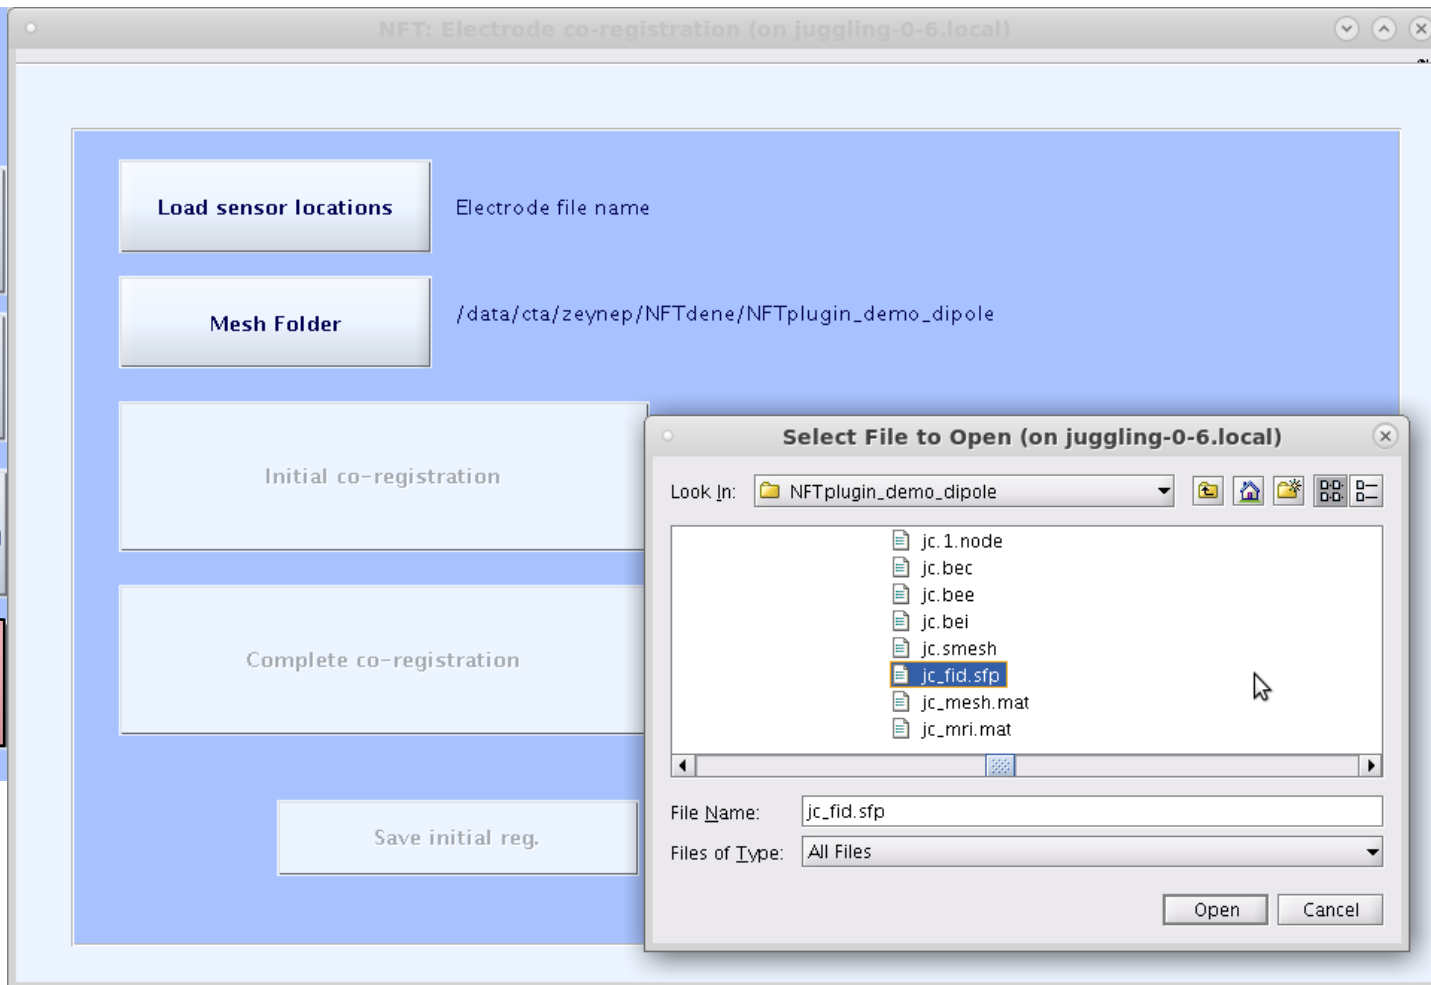 NFT: Electrode co-registration (on juggling-0-6.local)
Load sensor locations
Electrode file name
Mesh Folder
/data/cta/zeynep/NFTdene/NFTplugin_demo_dipole
Initial co-registration
Complete co-registration
Save initial reg.
Select File to Open (on juggling-0-6.local)
Look In:
NFTplugin_demo_dipole
jc.1.node
jc.bec
jc.bee
jc.bei
jc.smesh
jc_fid.sfp
jc_mesh.mat
jc_mri.mat
File Name:
jc_fid.sfp
Files of Type:
All Files
Open
Cancel